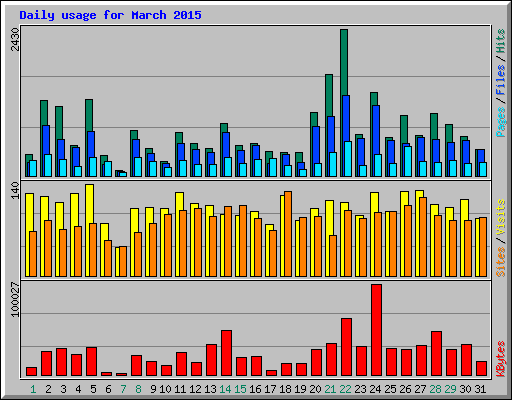 Daily usage for March 2015
2430
Pages / Files / Hits
140
Sites / Visits
100027
KBytes
1 2 3 4 5 6 7 8 9 10 11 12 13 14 15 16 17 18 19 20 21 22 23 24 25 26 27 28 29 30 31